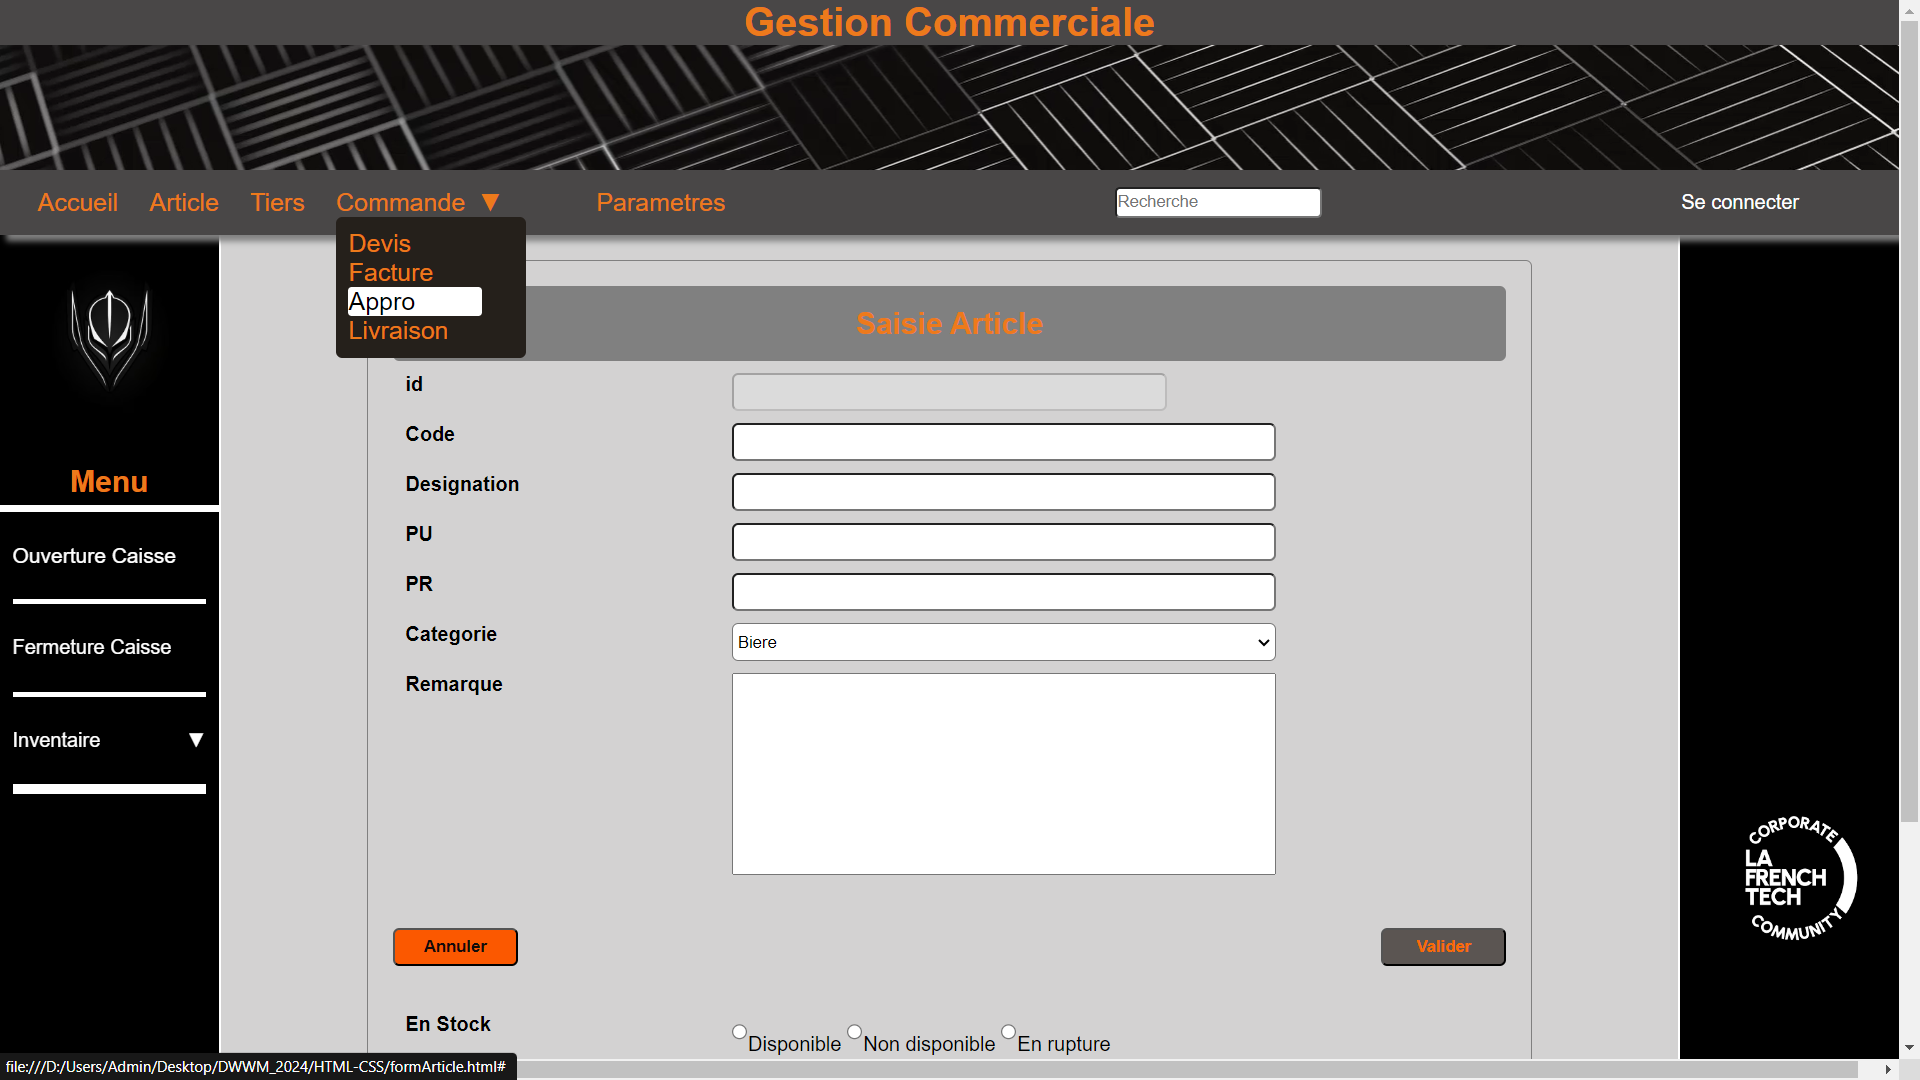 Gestion Commerciale
Accueil Article Tiers Commande ▼ Parametres Recherche Se connecter
Devis
Facture
Appro
Livraison
Menu
Ouverture Caisse
Fermeture Caisse
Inventaire ▼
Saisie Article
id
Code
Designation
PU
PR
Categorie Biere
Remarque
Annuler Valider
En Stock Disponible Non disponible En rupture
CORPORATE
LA
FRENCH
TECH
COMMUNITY
file:///D:/Users/Admin/Desktop/DWWM_2024/HTML-CSS/formArticle.html#